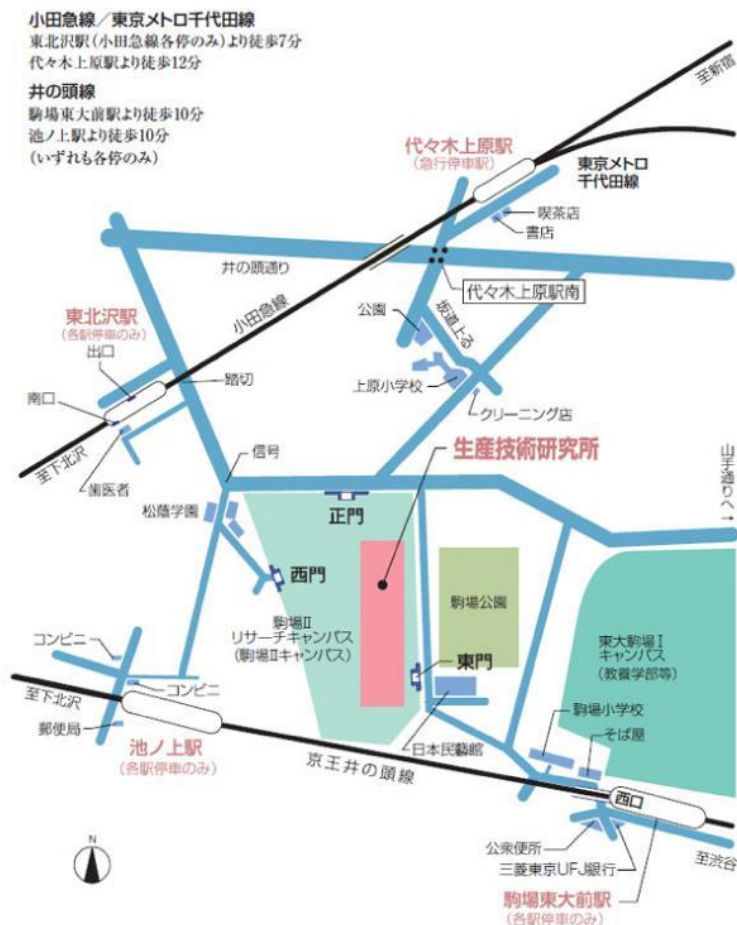 小田急線／東京メトロ千代田線
東北沢駅(小田急線各停のみ)より徒歩7分
代々木上原駅より徒歩12分
井の頭線
駒場東大前駅より徒歩10分
池ノ上駅より徒歩10分
(いずれも各停のみ)
至新宿
代々木上原駅
(急行停車駅)
東京メトロ
千代田線
喫茶店
書店
井の頭通り
小田急線
代々木上原駅南
公園
坂道上る
東北沢駅
(各駅停車のみ)
出口
南口
踏切
上原小学校
クリーニング店
至下北沢
歯医者
信号
生産技術研究所
山手通りへ→
松蔭学園
正門
西門
駒場公園
駒場Ⅱ
リサーチキャンパス
(駒場Ⅱキャンパス)
東大駒場Ⅰ
キャンパス
(教養学部等)
コンビニ
東門
コンビニ
至下北沢
郵便局
池ノ上駅
(各駅停車のみ)
京王井の頭線
日本民藝館
駒場小学校
そば屋
西口
公衆便所
三菱東京UFJ銀行
至渋谷
駒場東大前駅
(各駅停車のみ)
N